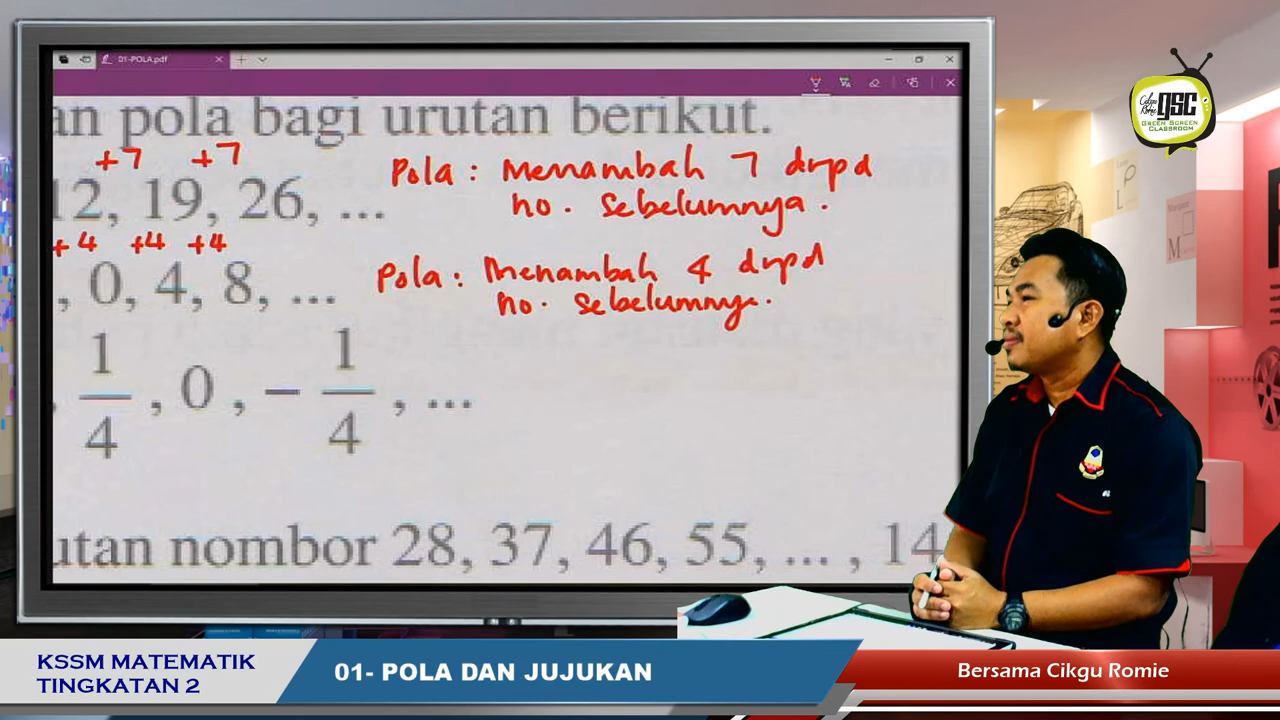 01-POLA.pdf
an pola bagi urutan berikut.
+7 +7
12, 19, 26, ...
Pola : Menambah 7 drpd
no. sebelumnya.
+4 +4 +4
, 0, 4, 8, ...
Pola : Menambah 4 drpd
no. sebelumnya.
1/4, 0, - 1/4, ...
utan nombor 28, 37, 46, 55, ... , 14
Cikgu Romie GSC
GREEN SCREEN
CLASSROOM
KSSM MATEMATIK
TINGKATAN 2
01- POLA DAN JUJUKAN
Bersama Cikgu Romie